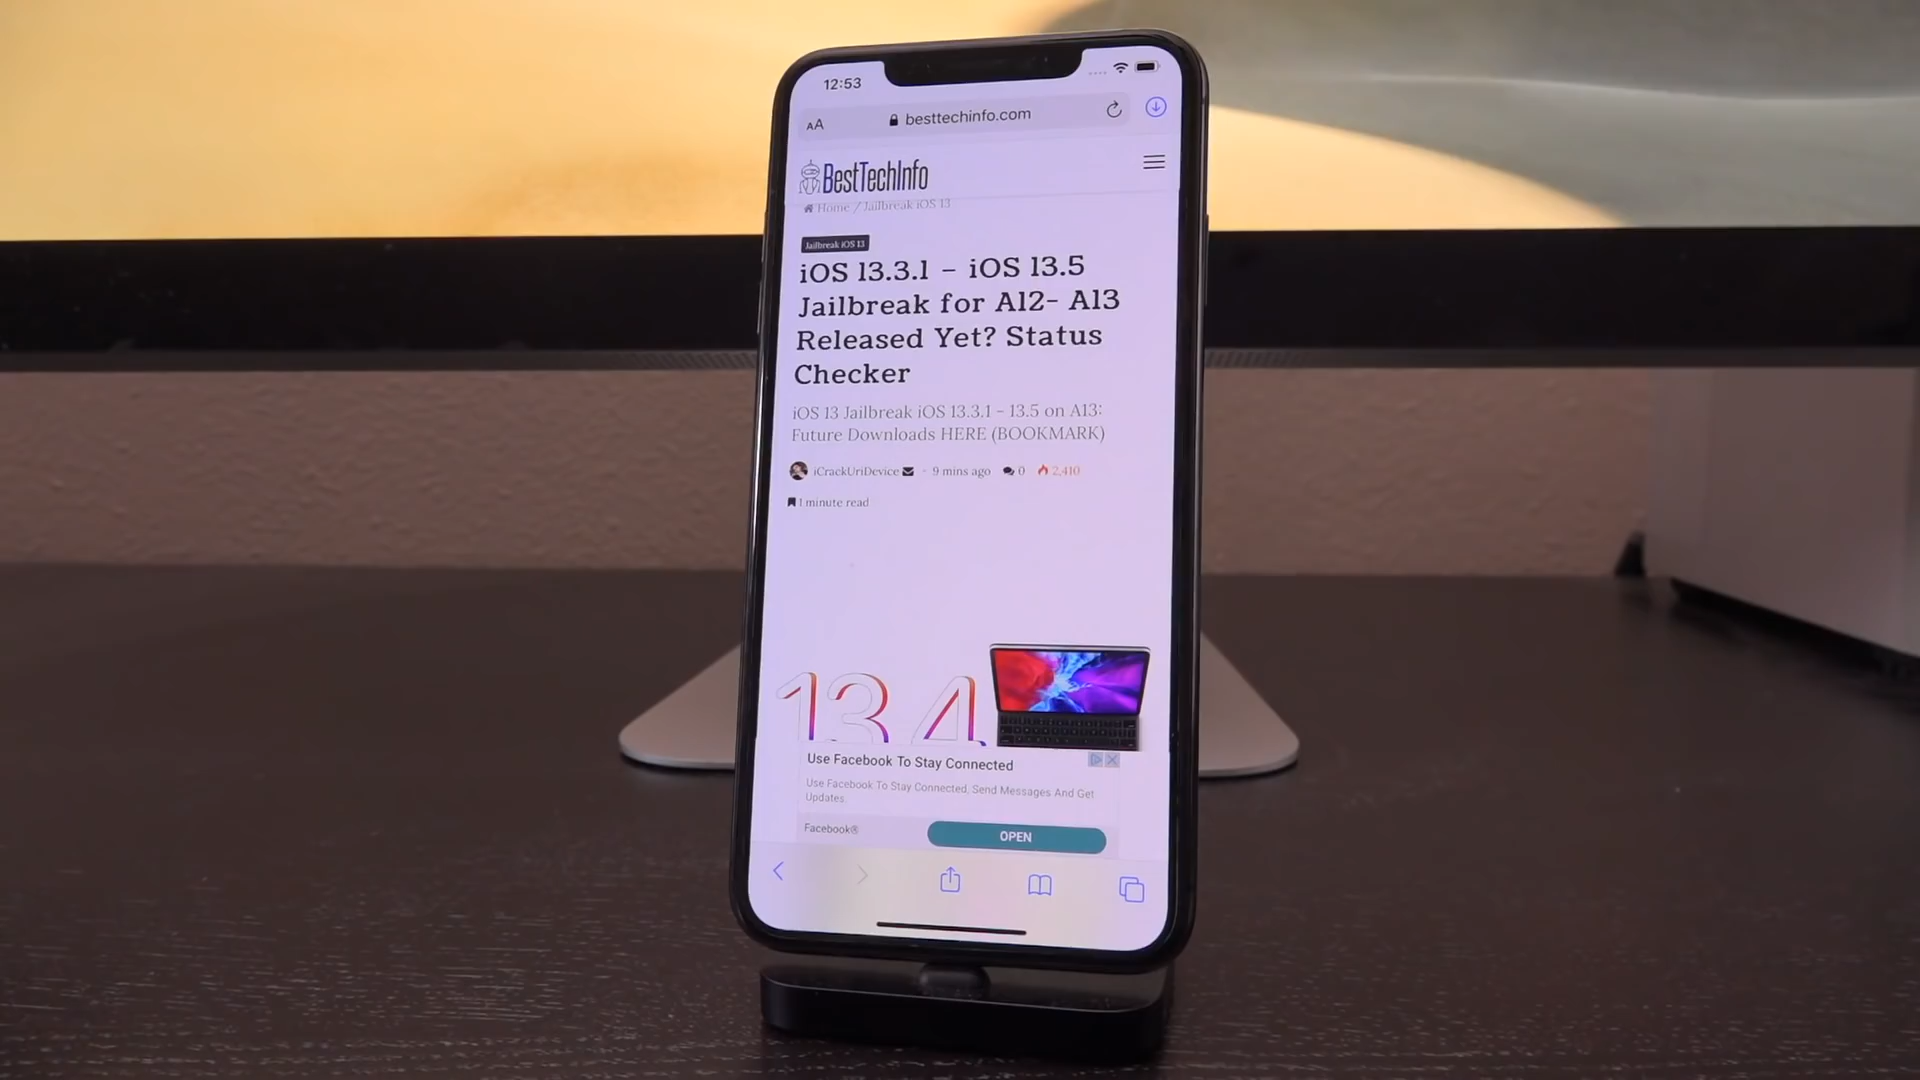 12:53
AA besttechinfo.com
BestTechInfo
Home / Jailbreak iOS 13
Jailbreak iOS 13
iOS 13.3.1 – iOS 13.5
Jailbreak for A12- A13
Released Yet? Status
Checker
iOS 13 Jailbreak iOS 13.3.1 – 13.5 on A13:
Future Downloads HERE (BOOKMARK)
iCrackUriDevice · 9 mins ago 0 2,410
1 minute read
13.4
Use Facebook To Stay Connected
Use Facebook To Stay Connected, Send Messages And Get
Updates.
Facebook® OPEN